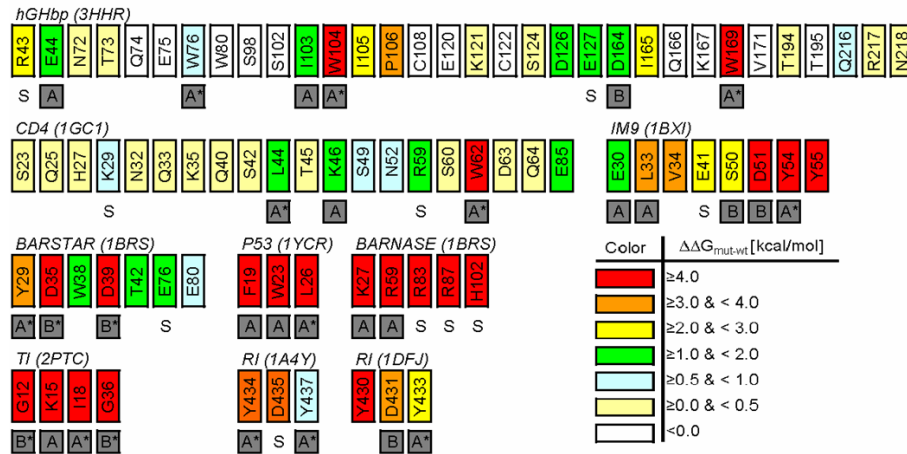 hGHbp (3HHR)
R43 E44 N72 T73 Q74 E75 W76 W80 S98 S102 I103 W104 I105 P106 C108 E120 K121 C122 S124 D126 E127 D164 I165 Q166 K167 W169 V171 T194 T195 Q216 R217 N218
S A A* A A* S B A*
CD4 (1GC1) IM9 (1BXI)
S23 Q25 H27 K29 N32 Q33 K35 Q40 S42 L44 T45 K46 S49 N52 R59 S60 W62 D63 Q64 E85 E30 L33 V34 E41 S50 D51 Y54 Y55
S A* A S A* A A S B B A*
BARSTAR (1BRS) P53 (1YCR) BARNASE (1BRS) Color ΔΔGmut-wt [kcal/mol]
Y29 D35 W38 D39 T42 E76 E80 F19 W23 L26 K27 R59 R83 R87 H102 ≥4.0
≥3.0 & < 4.0
A* B* B* S A A A* A A S S S ≥2.0 & < 3.0
TI (2PTC) RI (1A4Y) RI (1DFJ) ≥1.0 & < 2.0
G12 K15 I18 G36 Y434 D435 Y437 Y430 D431 Y433 ≥0.5 & < 1.0
≥0.0 & < 0.5
B* A A* B* A* S A* B A* <0.0